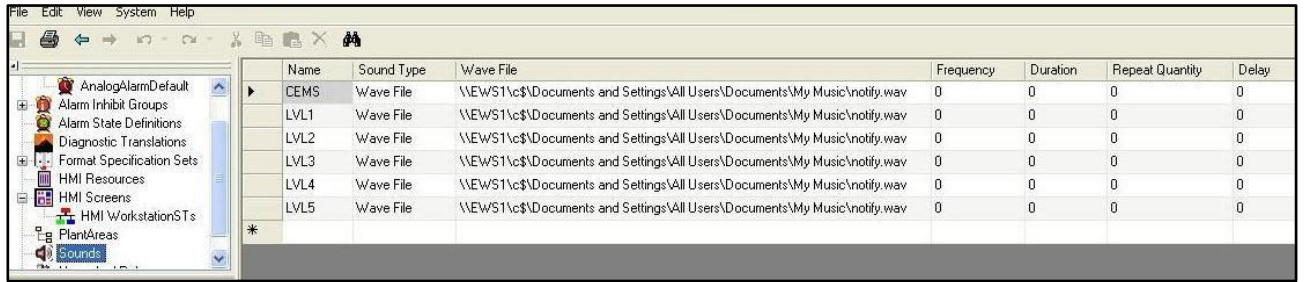 File Edit View System Help
AnalogAlarmDefault
Alarm Inhibit Groups
Alarm State Definitions
Diagnostic Translations
Format Specification Sets
HMI Resources
HMI Screens
HMI WorkstationSTs
PlantAreas
Sounds
Name Sound Type Wave File Frequency Duration Repeat Quantity Delay
CEMS Wave File \\EWS1\c$\Documents and Settings\All Users\Documents\My Music\notify.wav 0 0 0 0
LVL1 Wave File \\EWS1\c$\Documents and Settings\All Users\Documents\My Music\notify.wav 0 0 0 0
LVL2 Wave File \\EWS1\c$\Documents and Settings\All Users\Documents\My Music\notify.wav 0 0 0 0
LVL3 Wave File \\EWS1\c$\Documents and Settings\All Users\Documents\My Music\notify.wav 0 0 0 0
LVL4 Wave File \\EWS1\c$\Documents and Settings\All Users\Documents\My Music\notify.wav 0 0 0 0
LVL5 Wave File \\EWS1\c$\Documents and Settings\All Users\Documents\My Music\notify.wav 0 0 0 0